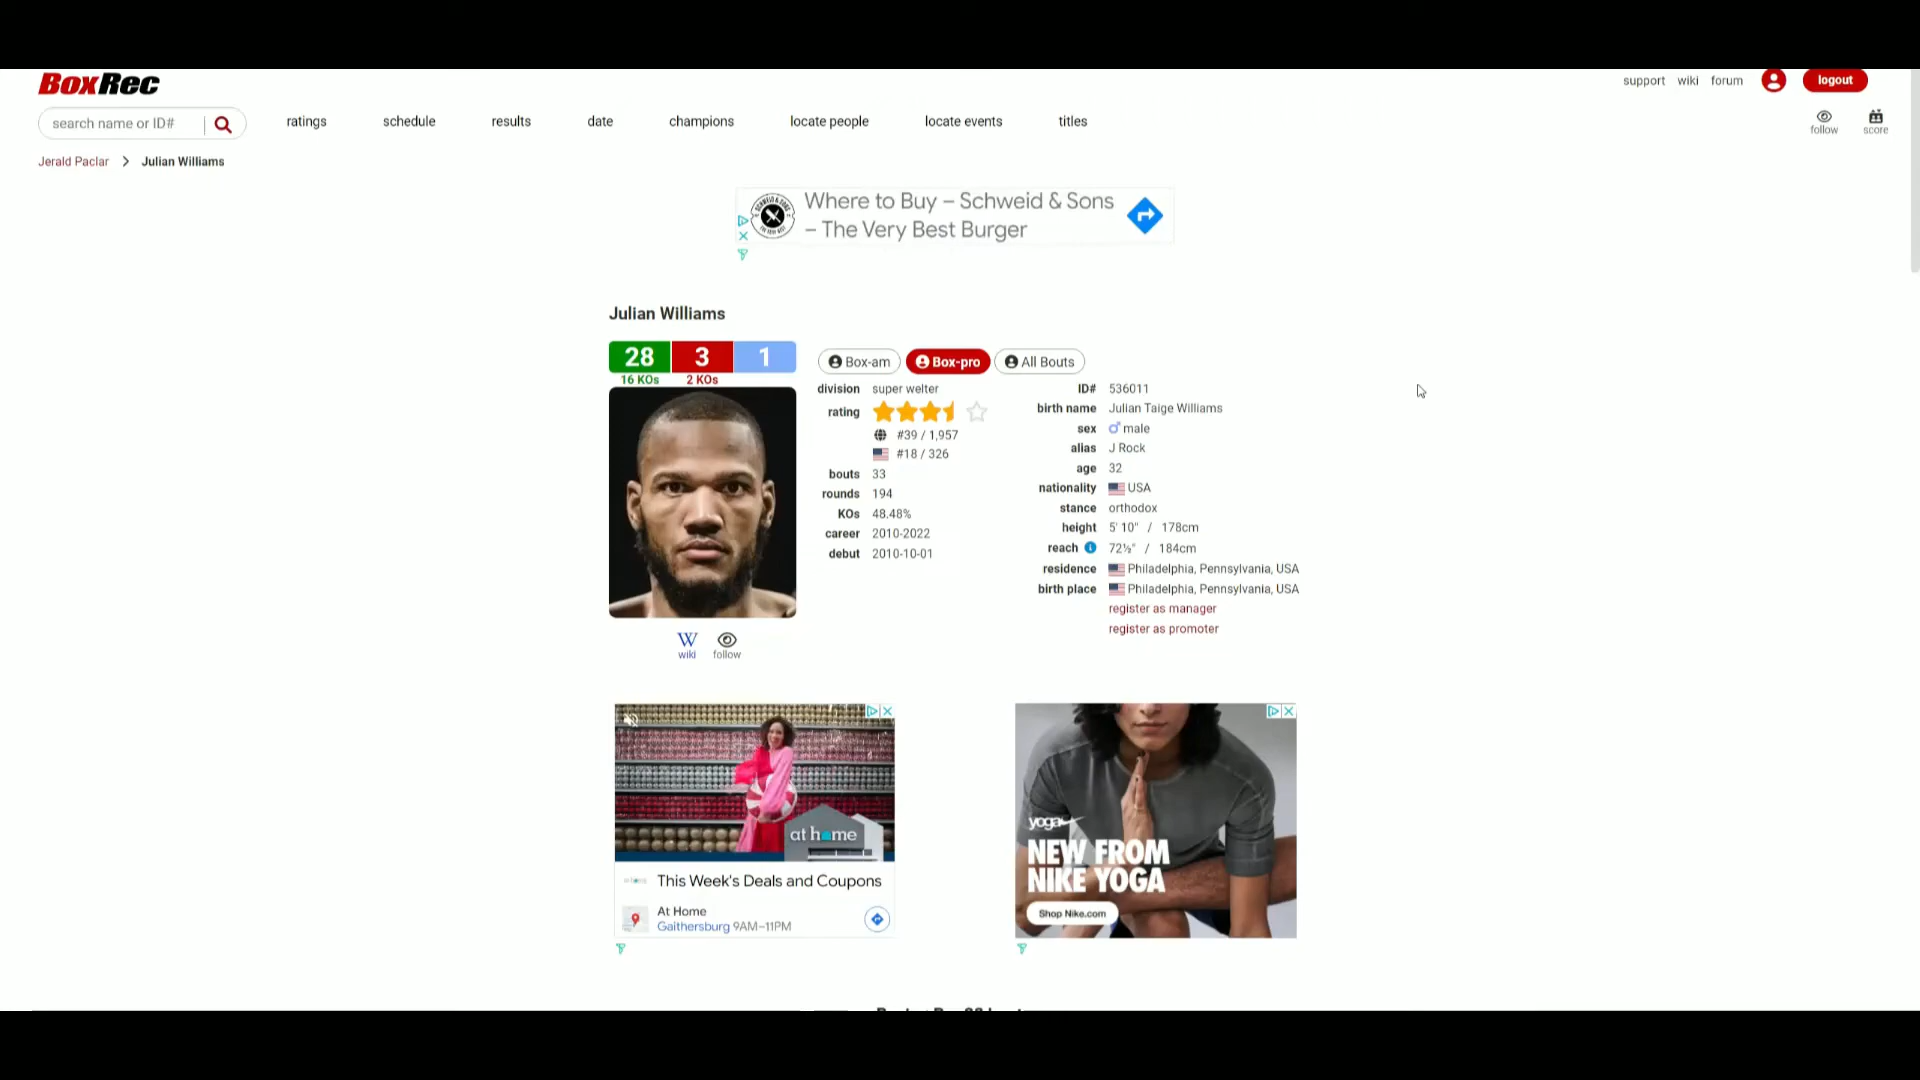 BoxRec
support wiki forum logout
search name or ID#
ratings schedule results date champions locate people locate events titles
follow score
Jerald Paclar Julian Williams
Where to Buy – Schweid & Sons
– The Very Best Burger
Julian Williams
28 3 1
16 KOs 2 KOs
Box-am Box-pro All Bouts
division super welter
rating
#39 / 1,957
#18 / 326
bouts 33
rounds 194
KOs 48.48%
career 2010-2022
debut 2010-10-01
ID# 536011
birth name Julian Taige Williams
sex male
alias J Rock
age 32
nationality USA
stance orthodox
height 5' 10" / 178cm
reach 72½" / 184cm
residence Philadelphia, Pennsylvania, USA
birth place Philadelphia, Pennsylvania, USA
register as manager
register as promoter
W
wiki follow
at home
This Week's Deals and Coupons
At Home
Gaithersburg 9AM–11PM
yoga
NEW FROM
NIKE YOGA
Shop Nike.com